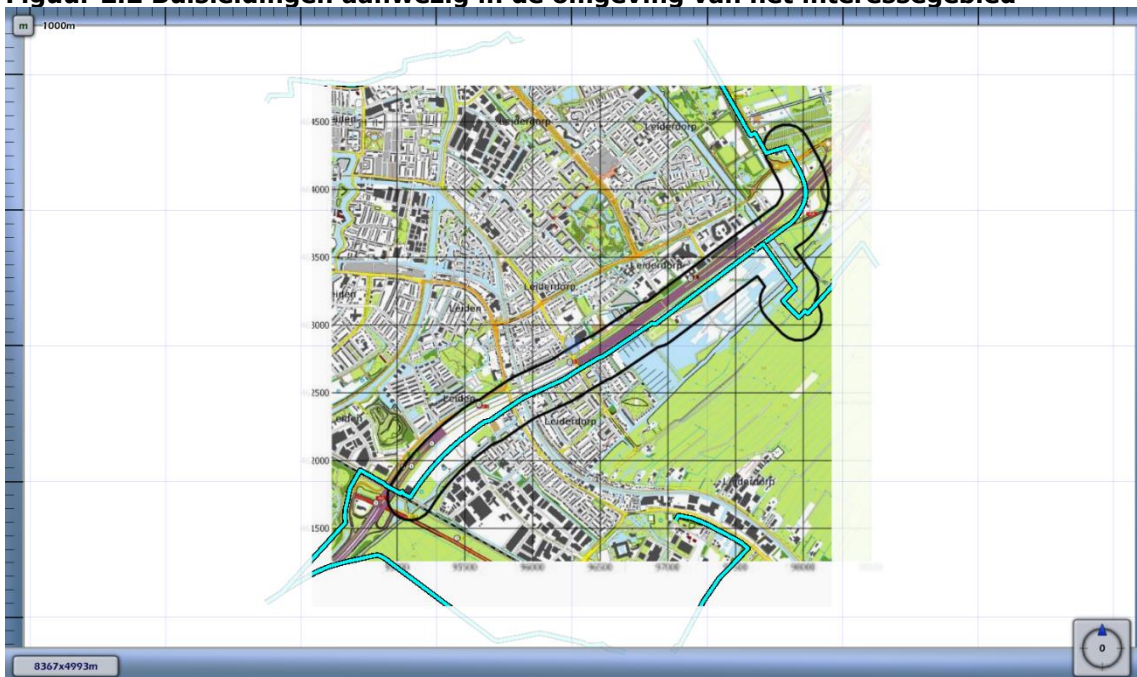 Figuur 2.2 Buisleidingen aanwezig in de omgeving van het interessegebied
m 1000m
4500 Leiderdorp Leiderdorp
4000
3500 Leiderdorp
Leiderdorp
3000 Leiden
2500 Leiden
Leiderdorp
2000
Leiderdorp
1500
95500 96000 96500 97000 98000
8367x4993m
0